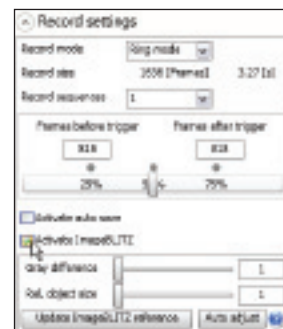 Record settings
Record mode Ring mode
Record size 1636 [Frames] 3.27 [s]
Record sequences 1
Frames before trigger Frames after trigger
818 818
25% 75%
Activate auto save
Activate ImageBLITZ
Gray difference 1
Rel. object size 1
Update ImageBLITZ reference Auto adjust